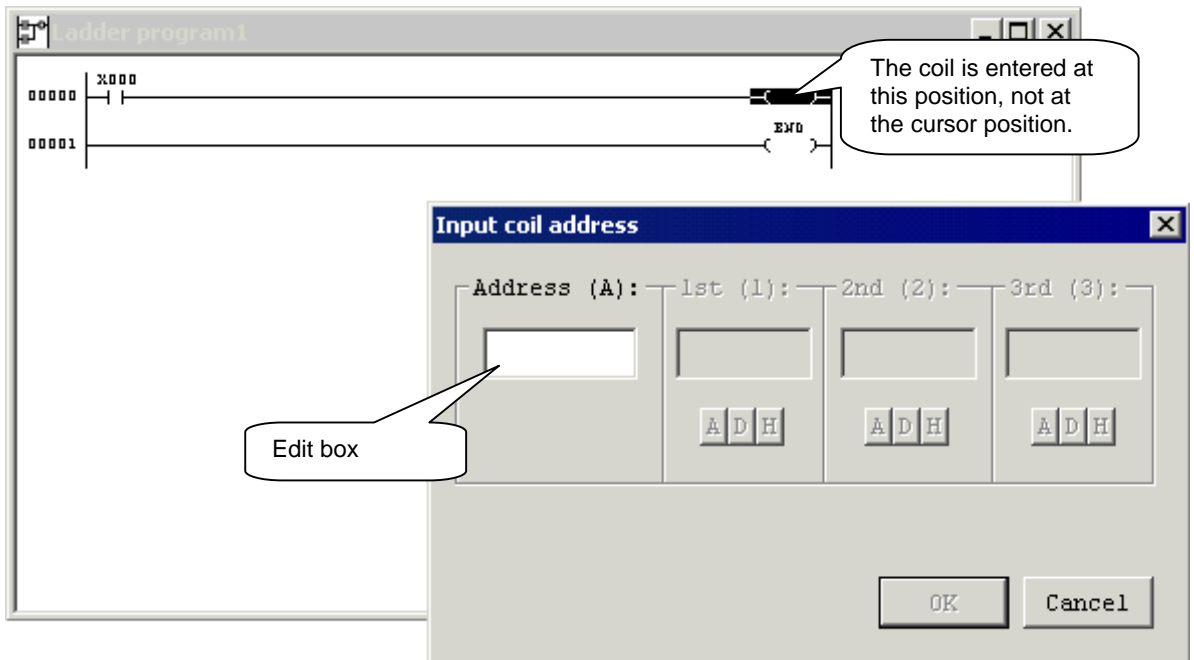 Ladder program1
The coil is entered at
this position, not at
the cursor position.
X000
00000
END
00001
Input coil address
Address (A):
1st (1):
2nd (2):
3rd (3):
Edit box
A D H
A D H
A D H
OK
Cancel